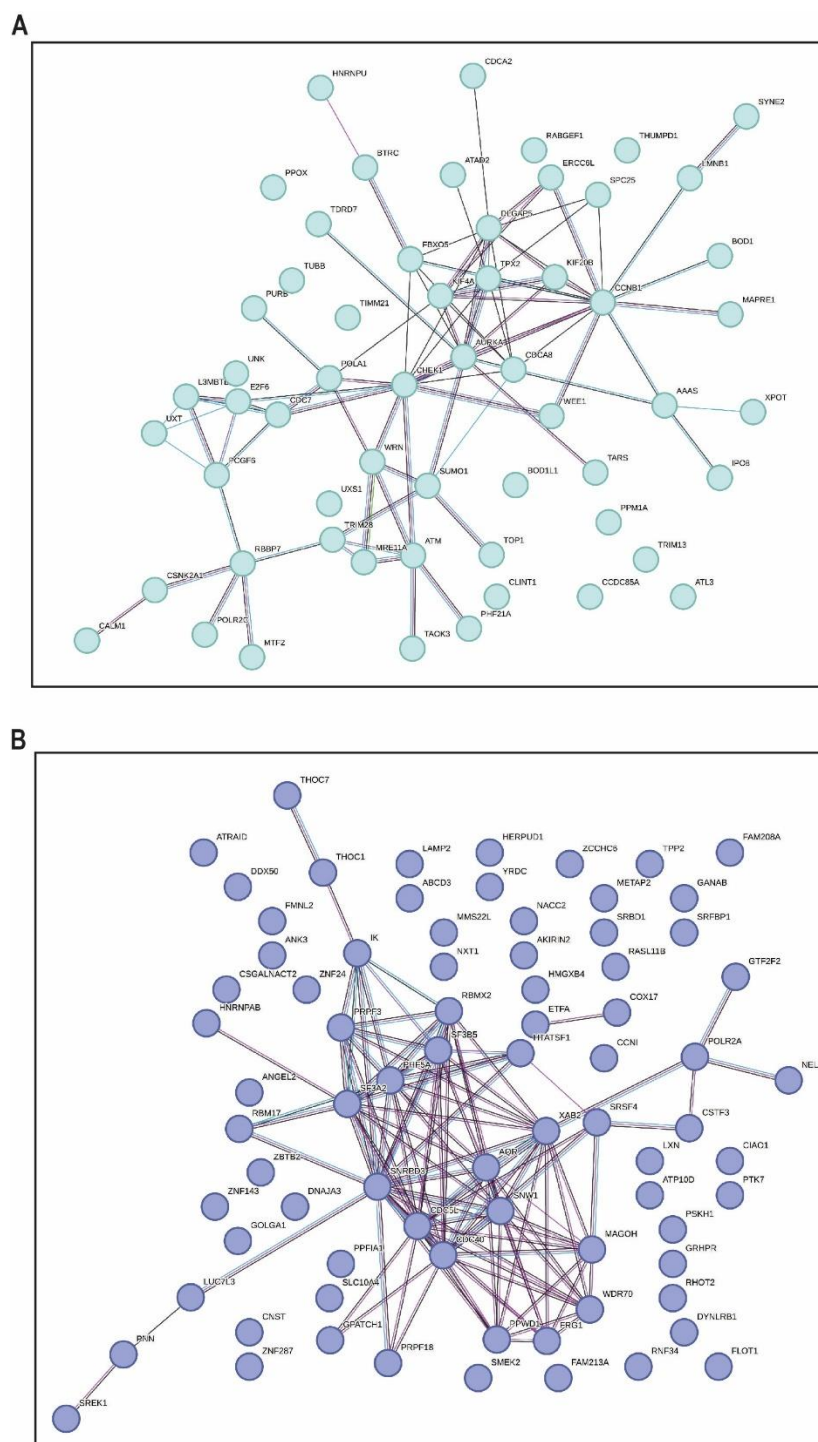 A
HNRNPU
CDCA2
SYNE2
RABGEF1
THUMPD1
BTRC
ATAD2
ERCC6L
LMNB1
PPOX
SPC25
TDRD7
DLGAP5
FBXO5
TPX2
KIF20B
BOD1
TUBB
KIF4A
CCNB1
PURB
TIMM21
MAPRE1
AURKA
UNK
POLA1
CHEK1
CDCA8
E2F6
CDC7
WEE1
AAAS
XPOT
UXT
PCGF6
WRN
SUMO1
TARS
IPO8
UXS1
BOD1L1
TRIM28
PPM1A
RBBP7
MRE11A
ATM
TOP1
TRIM13
CSNK2A1
CLINT1
CCDC85A
ATL3
CALM1
MTF2
TAOK3
PHF21A
B
THOC7
ATRAID
THOC1
LAMP2
HERPUD1
ZCCHC6
TPP2
FAM208A
DDX50
ABCD3
YRDC
METAP2
GANAB
FMNL2
MMS22L
NACC2
SRBD1
SRFBP1
ANK3
IK
NXT1
AKIRIN2
RASL11B
CSGALNACT2
ZNF24
HMGXB4
GTF2F2
HNRNPAB
PRPF3
RBMX2
ETFA
COX17
SF3B5
HTATSF1
CCNI
POLR2A
PHF5A
NEL
ANGEL2
SF3A2
RBM17
XAB2
SRSF4
CSTF3
ZBTB2
AQR
LXN
CIAO1
SNRPD3
ATP10D
PTK7
ZNF143
DNAJA3
SNW1
GOLGA1
CDC5L
PSKH1
PPFIA1
CDC40
MAGOH
GRHPR
LUC7L3
SLC10A4
RHOT2
CNST
GPATCH1
WDR70
DYNLRB1
PNN
ZNF287
PRPF18
PPWD1
ERG1
RNF34
FLOT1
SREK1
SMEK2
FAM213A